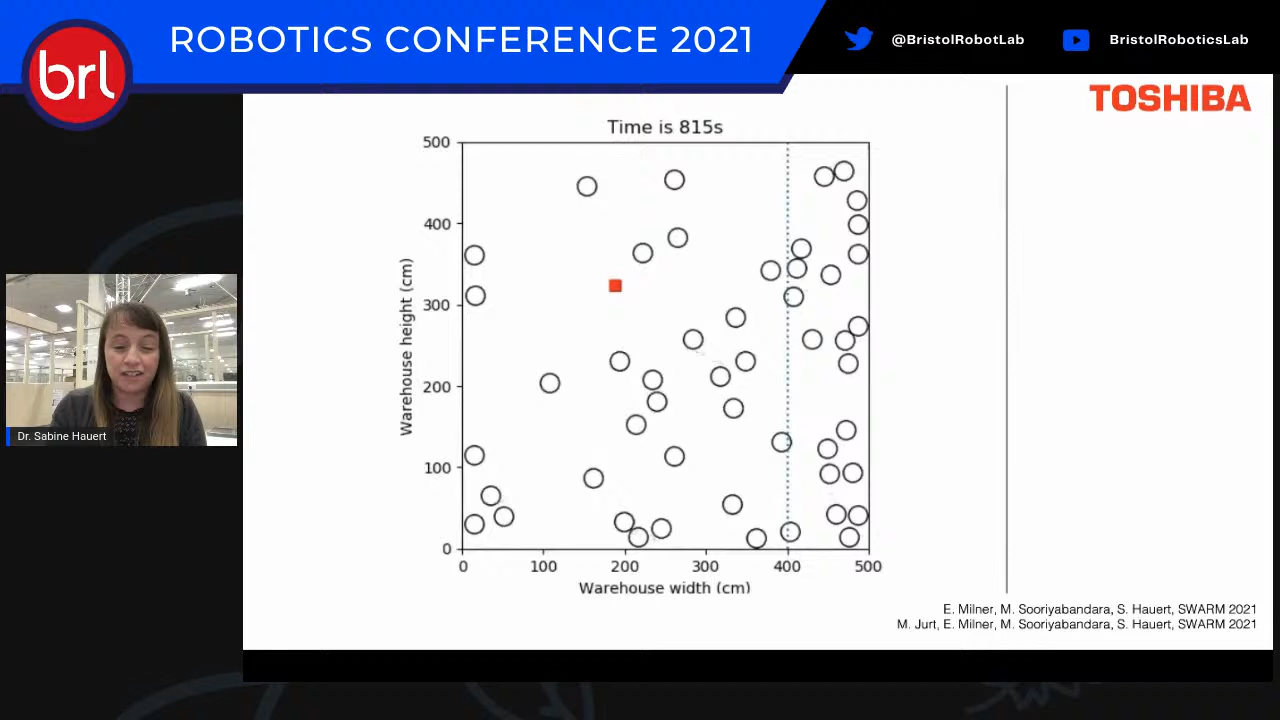 brl
ROBOTICS CONFERENCE 2021
@BristolRobotLab
BristolRoboticsLab
TOSHIBA
Time is 815s
500
400
300
200
100
0
Warehouse height (cm)
0 100 200 300 400 500
Warehouse width (cm)
Dr. Sabine Hauert
E. Milner, M. Sooriyabandara, S. Hauert, SWARM 2021
M. Jurt, E. Milner, M. Sooriyabandara, S. Hauert, SWARM 2021